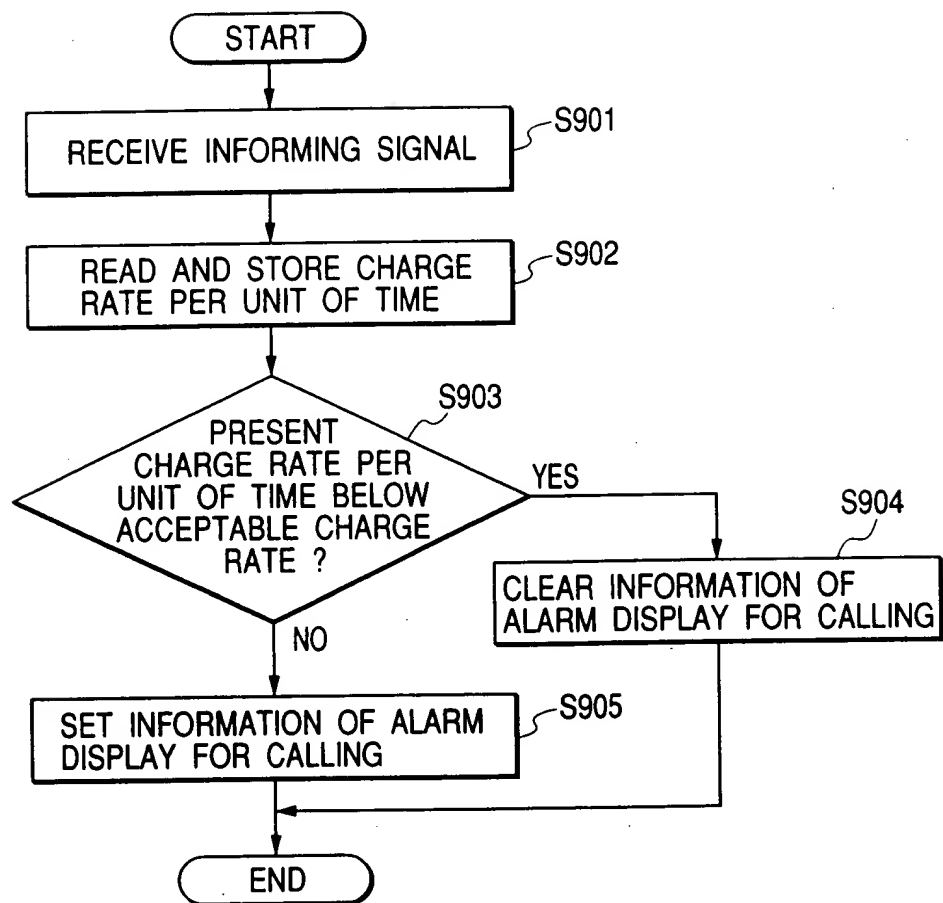 START
RECEIVE INFORMING SIGNAL
S901
READ AND STORE CHARGE
RATE PER UNIT OF TIME
S902
PRESENT
CHARGE RATE PER
UNIT OF TIME BELOW
ACCEPTABLE CHARGE
RATE ?
S903
YES
S904
CLEAR INFORMATION OF
ALARM DISPLAY FOR CALLING
NO
SET INFORMATION OF ALARM
DISPLAY FOR CALLING
S905
END